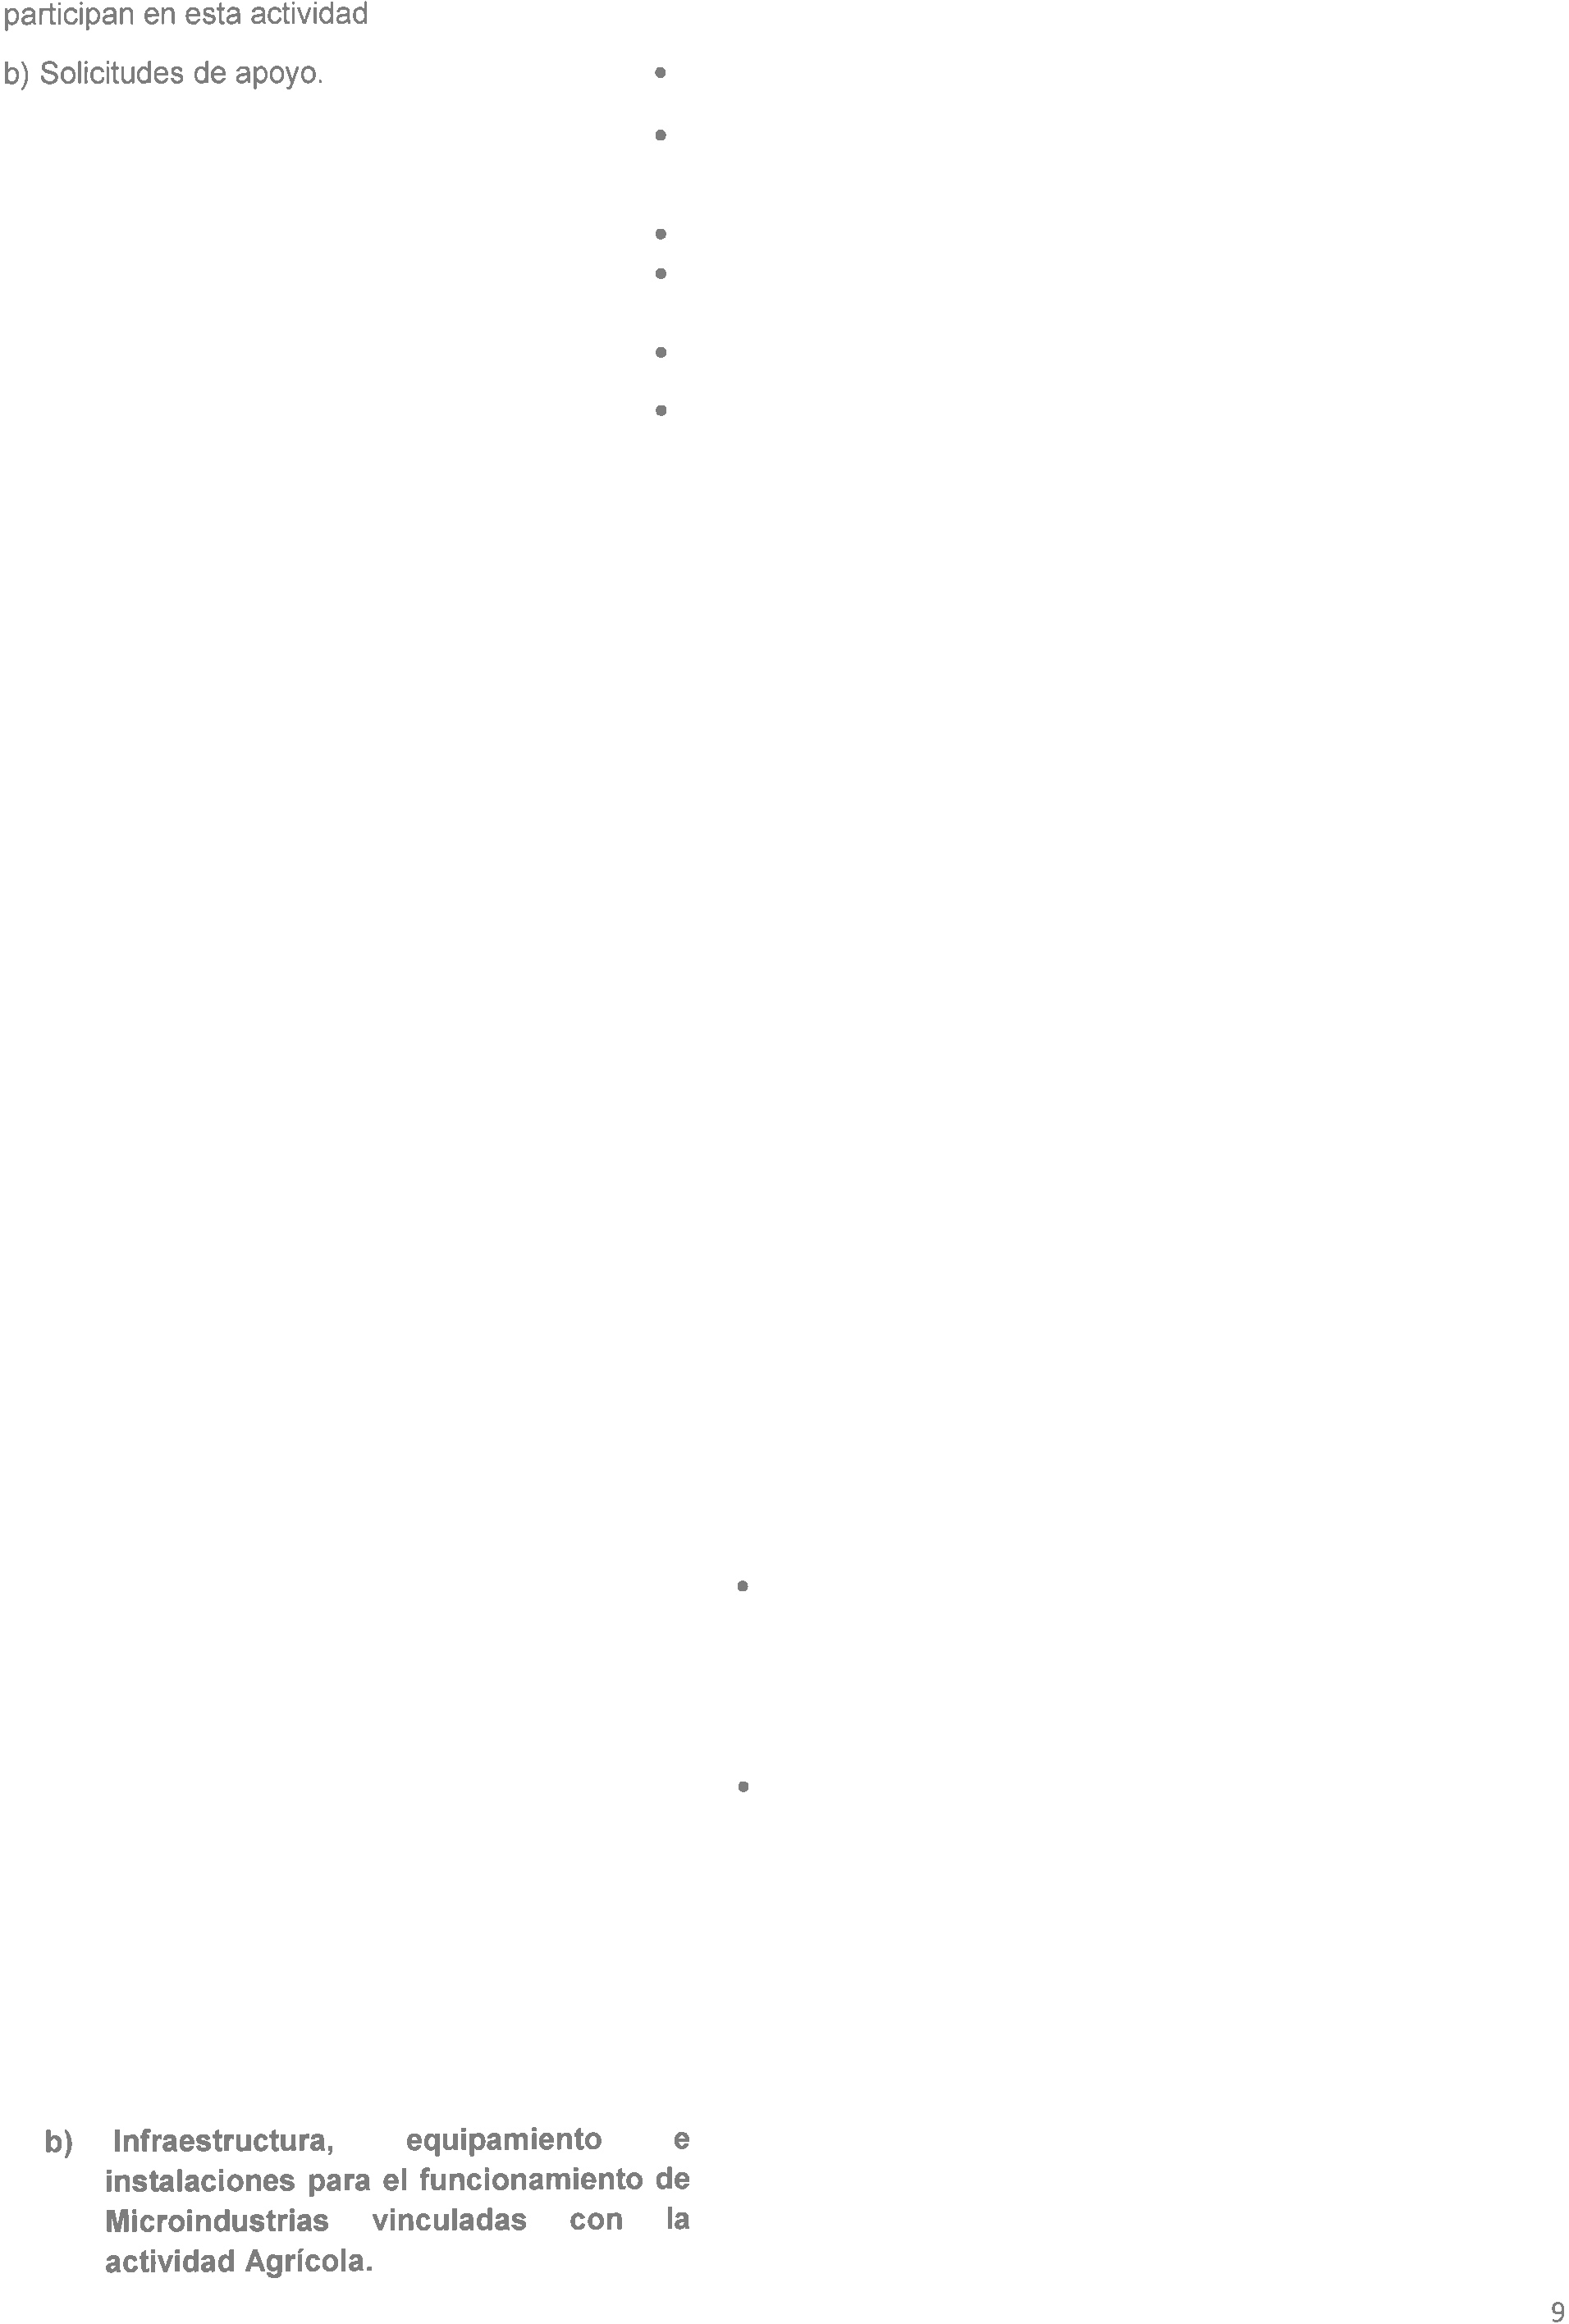 participan en esta actividad
b) Solicitudes de apoyo.
•
•
•
•
•
•
•
•
b) Infraestructura, equipamiento e
instalaciones para el funcionamiento de
Microindustrias vinculadas con la
actividad Agrícola.
9